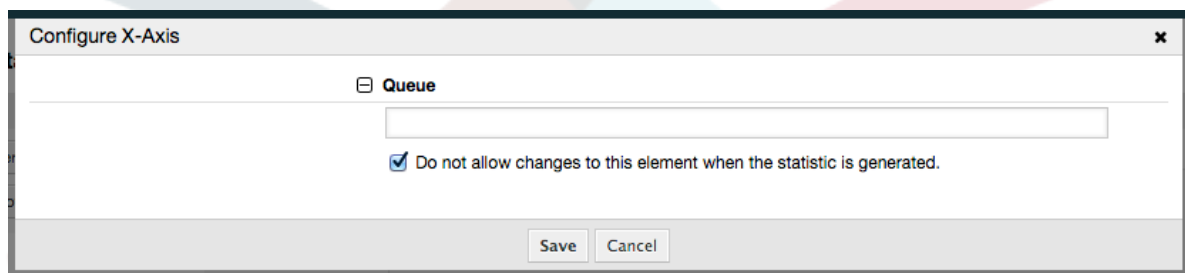 Configure X-Axis
Queue
Do not allow changes to this element when the statistic is generated.
Save Cancel